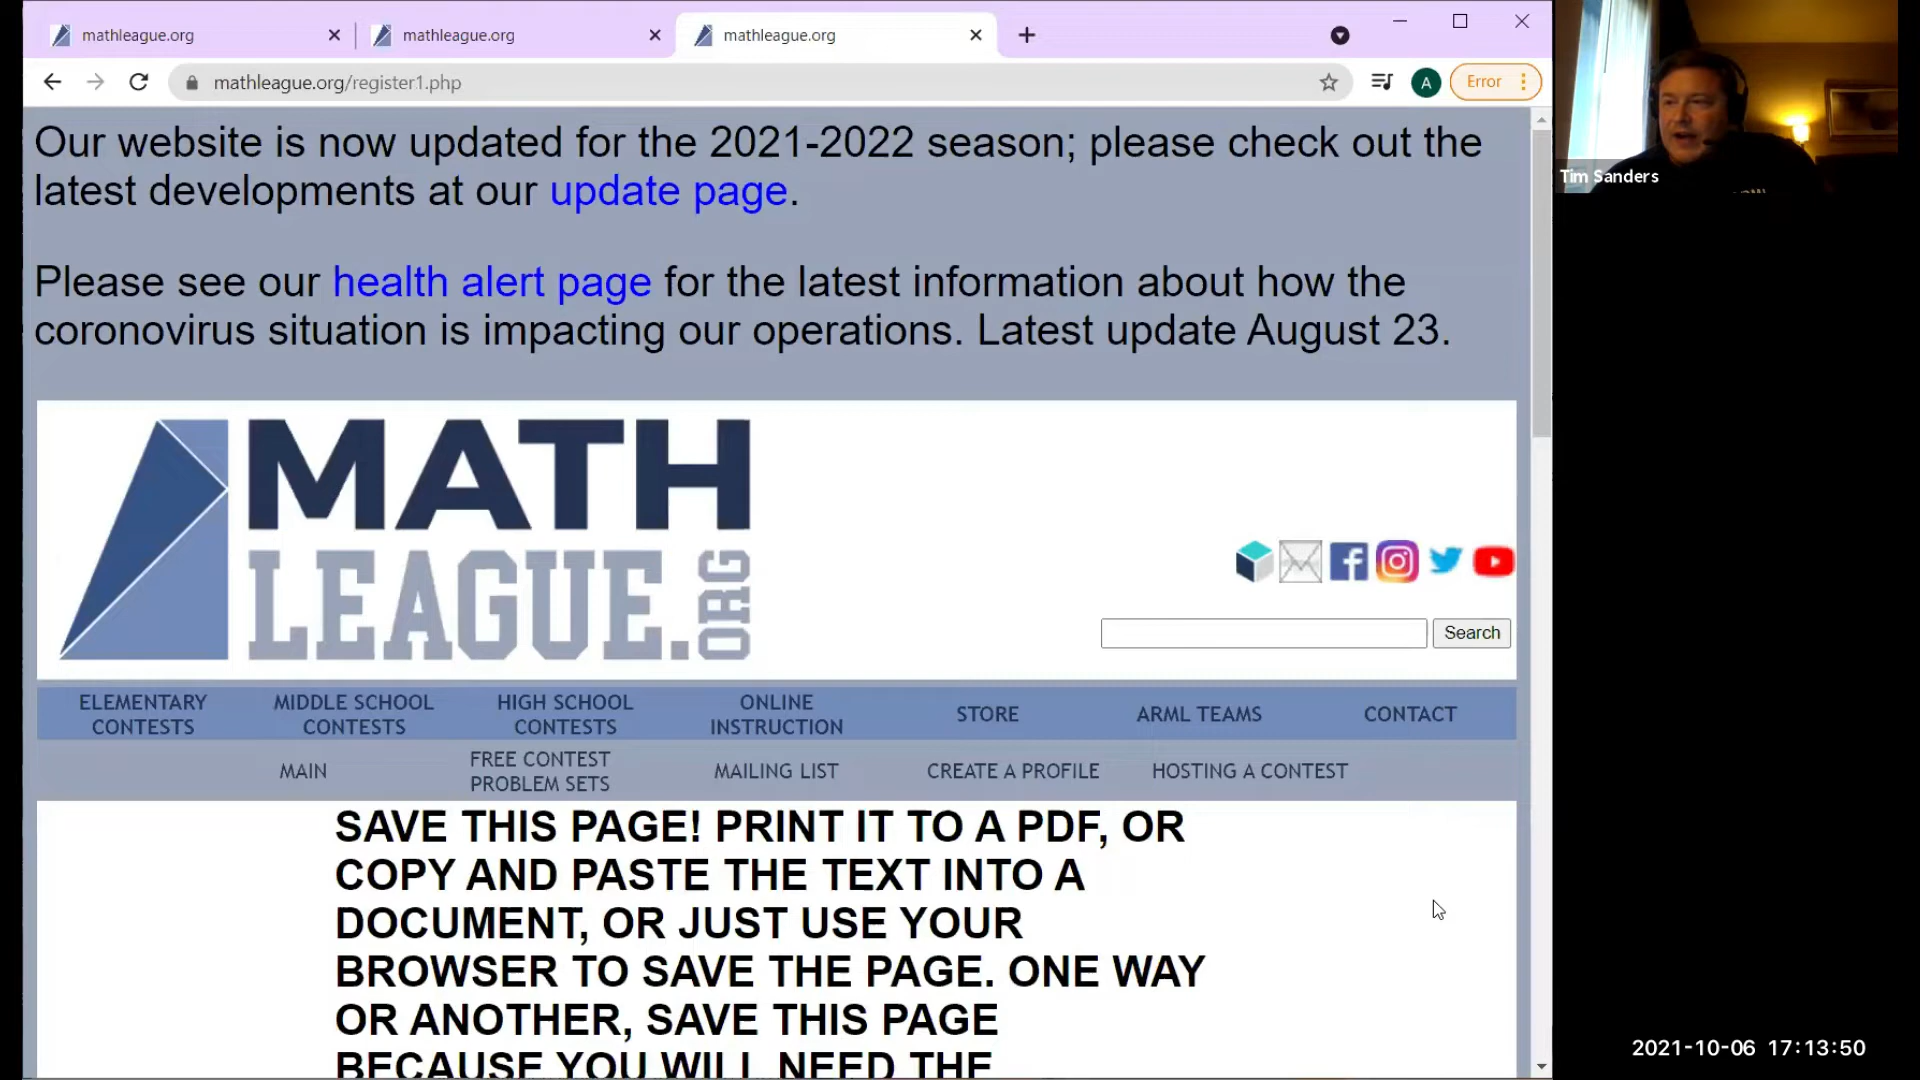 mathleague.org
mathleague.org
mathleague.org
mathleague.org/register1.php
A
Error
Tim Sanders
Our website is now updated for the 2021-2022 season; please check out the
latest developments at our update page.
Please see our health alert page for the latest information about how the
coronovirus situation is impacting our operations. Latest update August 23.
MATH
LEAGUE.ORG
Search
ELEMENTARY
CONTESTS
MIDDLE SCHOOL
CONTESTS
HIGH SCHOOL
CONTESTS
ONLINE
INSTRUCTION
STORE
ARML TEAMS
CONTACT
MAIN
FREE CONTEST
PROBLEM SETS
MAILING LIST
CREATE A PROFILE
HOSTING A CONTEST
SAVE THIS PAGE! PRINT IT TO A PDF, OR
COPY AND PASTE THE TEXT INTO A
DOCUMENT, OR JUST USE YOUR
BROWSER TO SAVE THE PAGE. ONE WAY
OR ANOTHER, SAVE THIS PAGE
BECAUSE YOU WILL NEED THE
2021-10-06 17:13:50